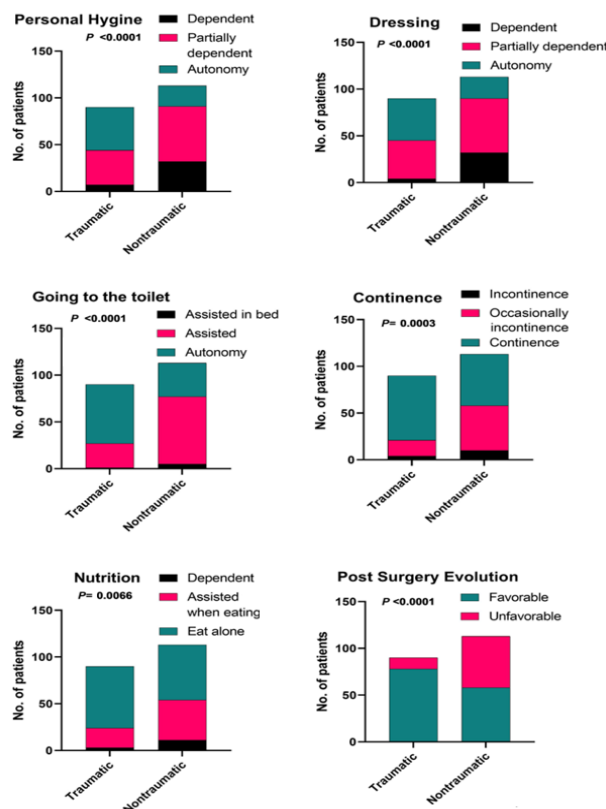 Personal Hygine
P <0.0001
Dependent
Partially
dependent
Autonomy
No. of patients
150
100
50
0
Traumatic
Nontraumatic
Dressing
P <0.0001
Dependent
Partially dependent
Autonomy
No. of patients
150
100
50
0
Traumatic
Nontraumatic
Going to the toilet
P <0.0001
Assisted in bed
Assisted
Autonomy
No. of patients
150
100
50
0
Traumatic
Nontraumatic
Continence
P= 0.0003
Incontinence
Occasionally
incontinence
Continence
No. of patients
150
100
50
0
Traumatic
Nontraumatic
Nutrition
P= 0.0066
Dependent
Assisted
when eating
Eat alone
No. of patients
150
100
50
0
Traumatic
Nontraumatic
Post Surgery Evolution
P <0.0001
Favorable
Unfavorable
No. of patients
150
100
50
0
Traumatic
Nontraumatic